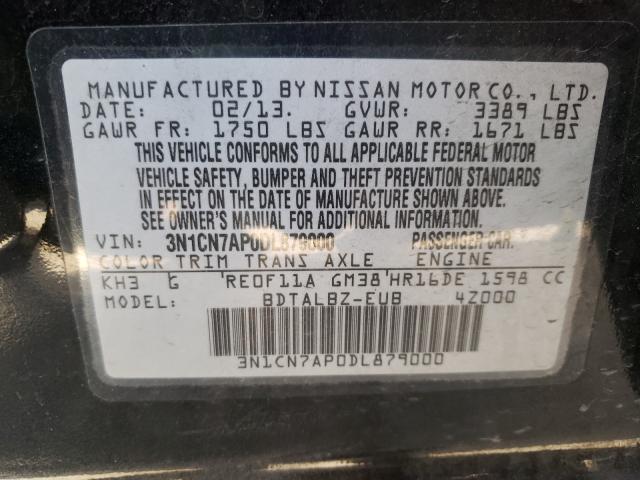 MANUFACTURED BY NISSAN MOTOR CO., LTD.
DATE: 02/13. GVWR: 3389 LBS
GAWR FR: 1750 LBS GAWR RR: 1671 LBS
THIS VEHICLE CONFORMS TO ALL APPLICABLE FEDERAL MOTOR
VEHICLE SAFETY, BUMPER AND THEFT PREVENTION STANDARDS
IN EFFECT ON THE DATE OF MANUFACTURE SHOWN ABOVE.
SEE OWNER'S MANUAL FOR ADDITIONAL INFORMATION.
VIN: 3N1CN7AP0DL879000 PASSENGER CAR.
COLOR TRIM TRANS AXLE ENGINE
KH3 G 'RE0F11A GM38'HR16DE 1598 CC
MODEL: BDTALBZ-EUB 4Z000
3N1CN7AP0DL879000